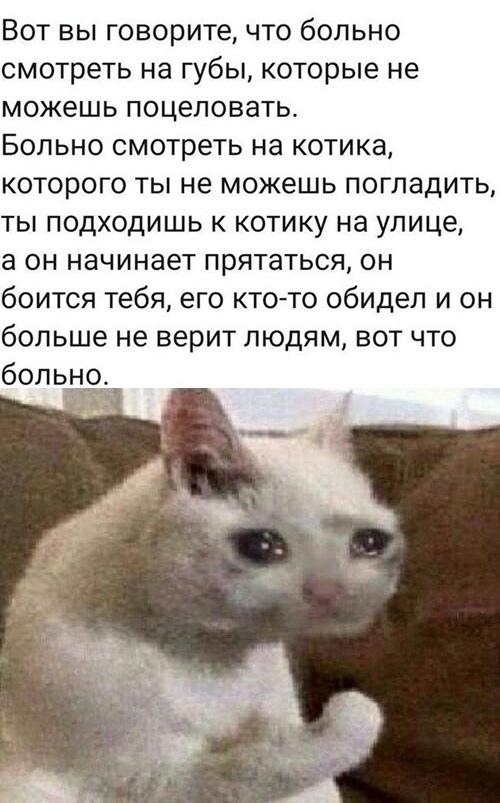 Вот вы говорите, что больно
смотреть на губы, которые не
можешь поцеловать.
Больно смотреть на котика,
которого ты не можешь погладить,
ты подходишь к котику на улице,
а он начинает прятаться, он
боится тебя, его кто-то обидел и он
больше не верит людям, вот что
больно.